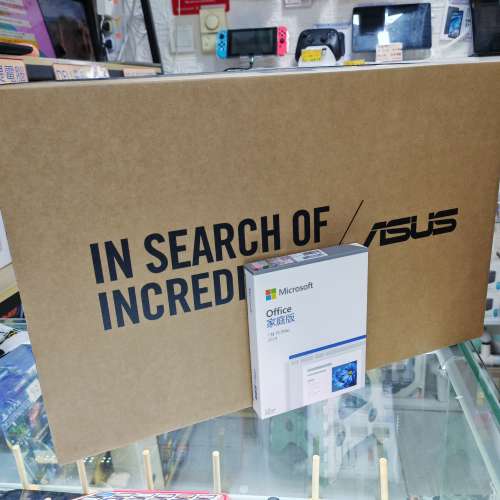 IN SEARCH OF
INCREDI
/ASUS
Microsoft
Office
家庭版